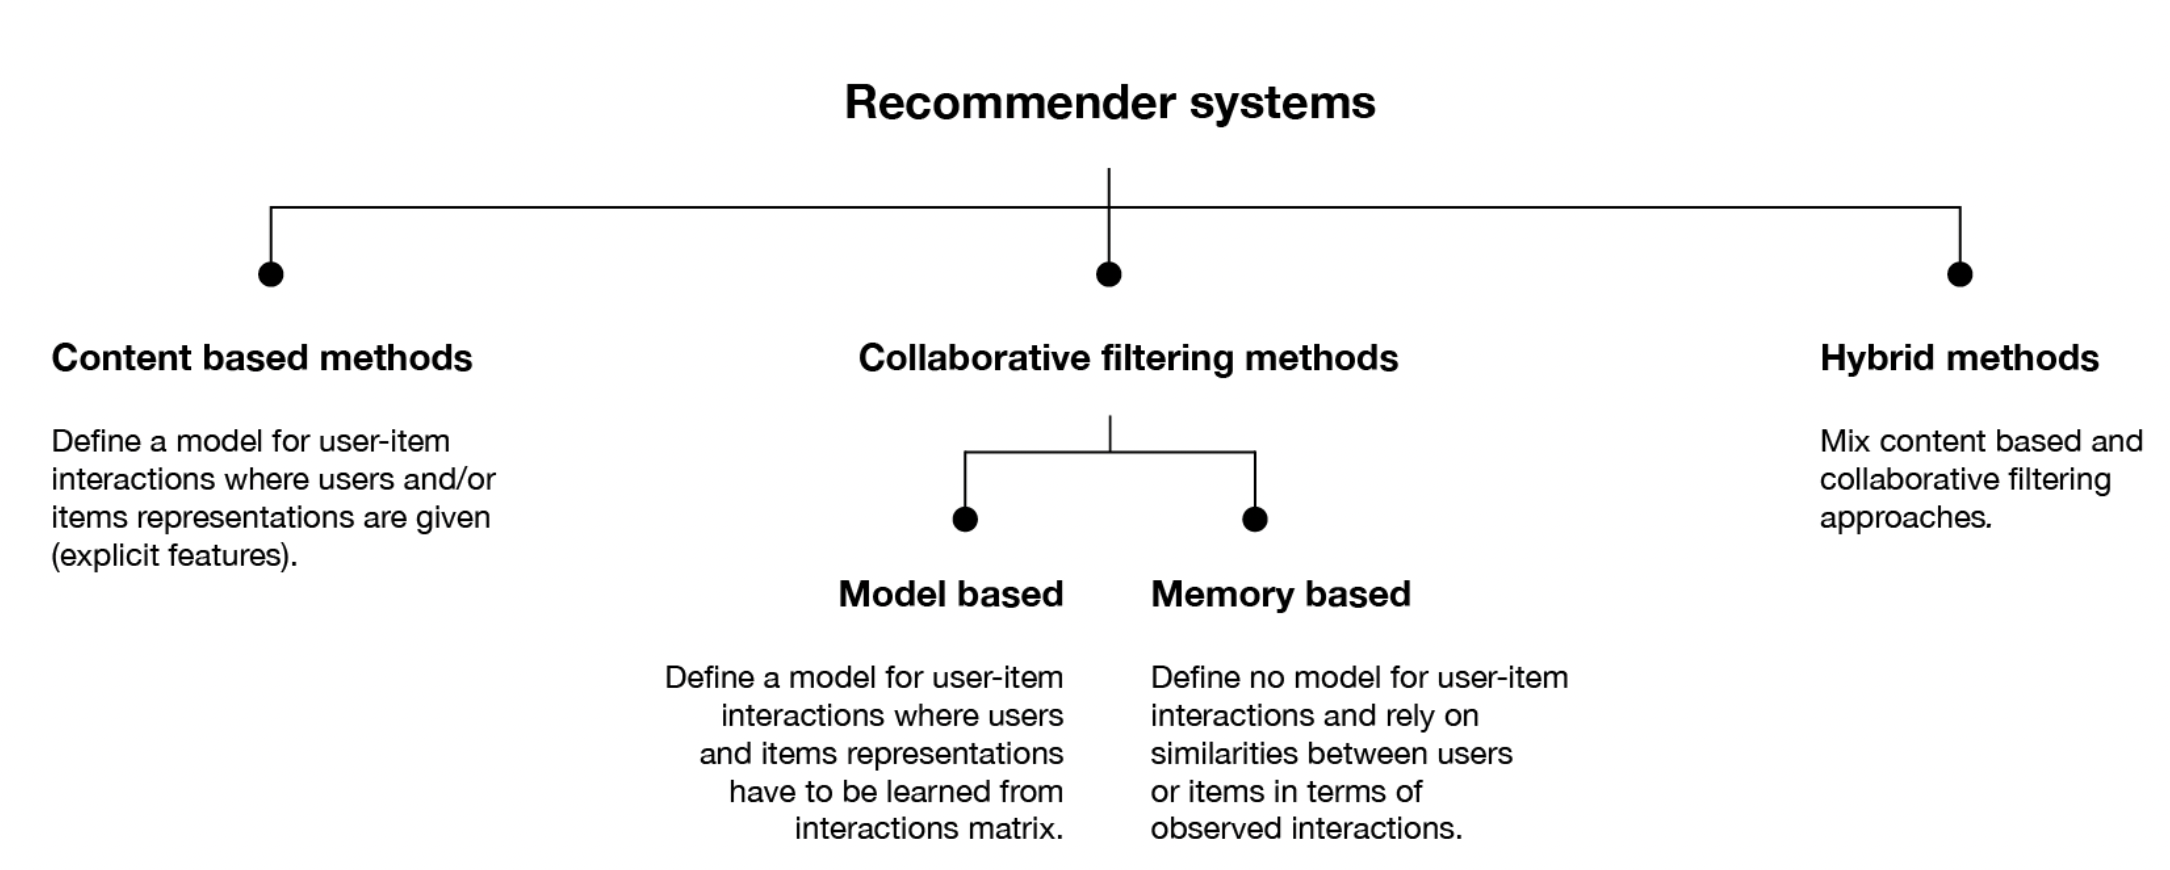 Recommender systems
Content based methods
Define a model for user-item
interactions where users and/or
items representations are given
(explicit features).
Collaborative filtering methods
Model based
Define a model for user-item
interactions where users
and items representations
have to be learned from
interactions matrix.
Memory based
Define no model for user-item
interactions and rely on
similarities between users
or items in terms of
observed interactions.
Hybrid methods
Mix content based and
collaborative filtering
approaches.